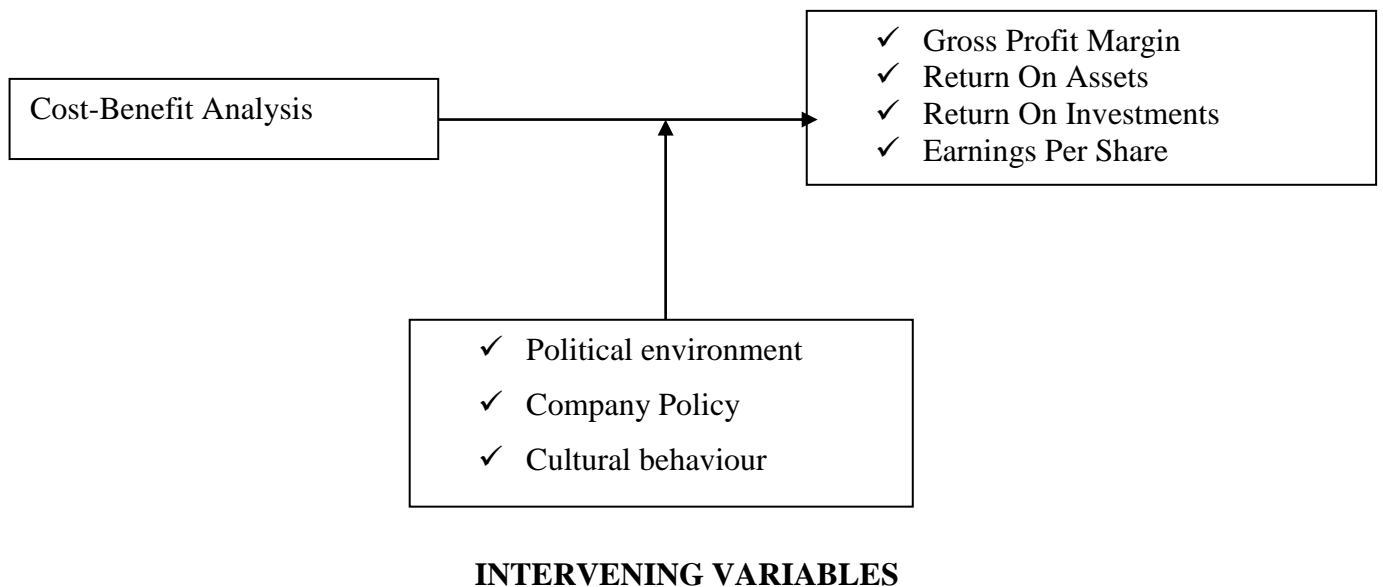 Cost-Benefit Analysis
✓ Gross Profit Margin
✓ Return On Assets
✓ Return On Investments
✓ Earnings Per Share
✓ Political environment
✓ Company Policy
✓ Cultural behaviour
INTERVENING VARIABLES